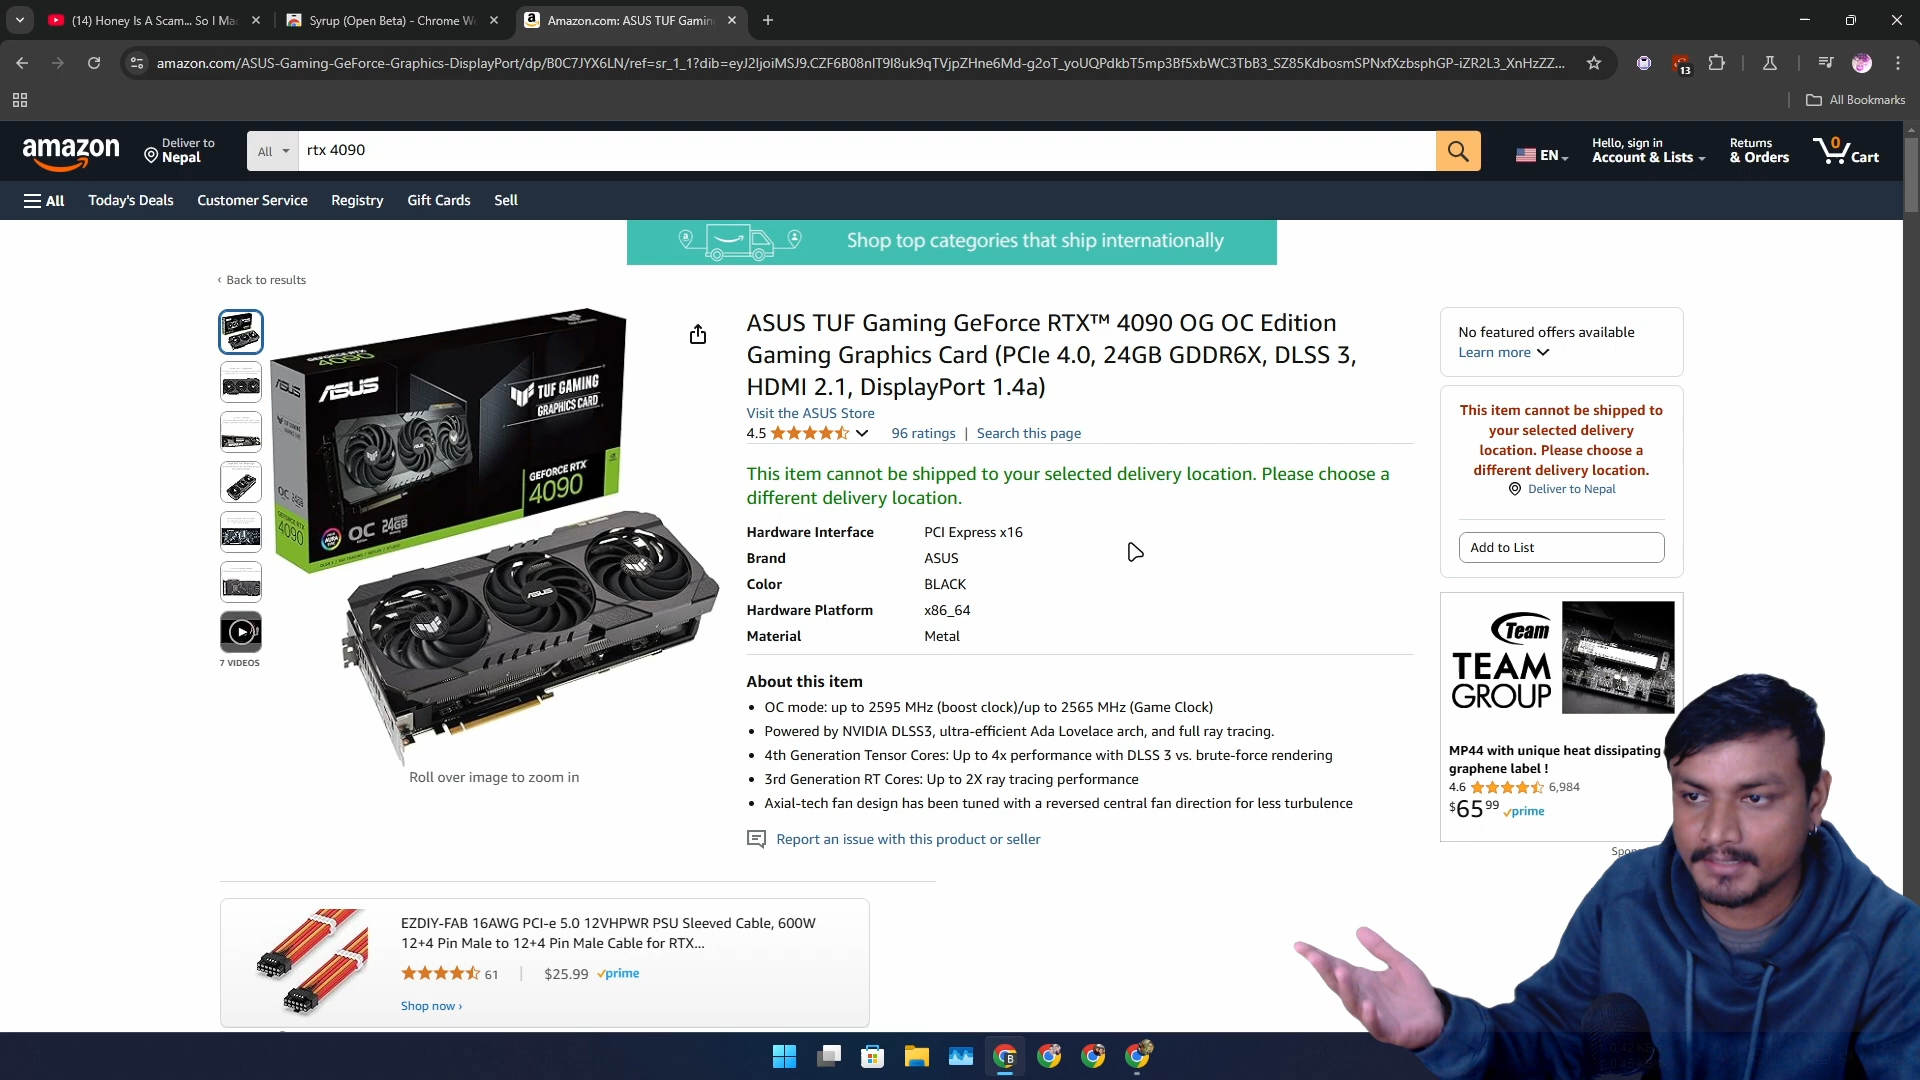 (14) Honey Is A Scam... So I Ma
Syrup (Open Beta) - Chrome We
Amazon.com: ASUS TUF Gamin
amazon.com/ASUS-Gaming-GeForce-Graphics-DisplayPort/dp/B0C7JYX6LN/ref=sr_1_1?dib=eyJ2IjoiMSJ9.CZF6B08nIT9I8uk9qTVjpZHne6Md-g2oT_yoUQPdkbT5mp3Bf5xbWC3TbB3_SZ85KdbosmSPNxfXzbsphGP-iZR2L3_XnHzZZ...
13
All Bookmarks
amazon
Deliver to
Nepal
All
rtx 4090
EN
Hello, sign in
Account & Lists
Returns
& Orders
0
Cart
All
Today's Deals
Customer Service
Registry
Gift Cards
Sell
Shop top categories that ship internationally
‹ Back to results
GEFORCE RTX
4090
ASUS
ASUS
TUF GAMING
GRAPHICS CARD
GEFORCE RTX
4090
OC 24GB
4090
7 VIDEOS
Roll over image to zoom in
ASUS TUF Gaming GeForce RTX™ 4090 OG OC Edition
Gaming Graphics Card (PCIe 4.0, 24GB GDDR6X, DLSS 3,
HDMI 2.1, DisplayPort 1.4a)
Visit the ASUS Store
4.5
96 ratings | Search this page
This item cannot be shipped to your selected delivery location. Please choose a
different delivery location.
Hardware Interface PCI Express x16
Brand ASUS
Color BLACK
Hardware Platform x86_64
Material Metal
About this item
• OC mode: up to 2595 MHz (boost clock)/up to 2565 MHz (Game Clock)
• Powered by NVIDIA DLSS3, ultra-efficient Ada Lovelace arch, and full ray tracing.
• 4th Generation Tensor Cores: Up to 4x performance with DLSS 3 vs. brute-force rendering
• 3rd Generation RT Cores: Up to 2X ray tracing performance
• Axial-tech fan design has been tuned with a reversed central fan direction for less turbulence
Report an issue with this product or seller
No featured offers available
Learn more
This item cannot be shipped to
your selected delivery
location. Please choose a
different delivery location.
Deliver to Nepal
Add to List
Team
TEAM
GROUP
MP44 with unique heat dissipating
graphene label !
4.6 6,984
$65 99 prime
Spon
EZDIY-FAB 16AWG PCI-e 5.0 12VHPWR PSU Sleeved Cable, 600W
12+4 Pin Male to 12+4 Pin Male Cable for RTX...
61 | $25.99 prime
Shop now ›